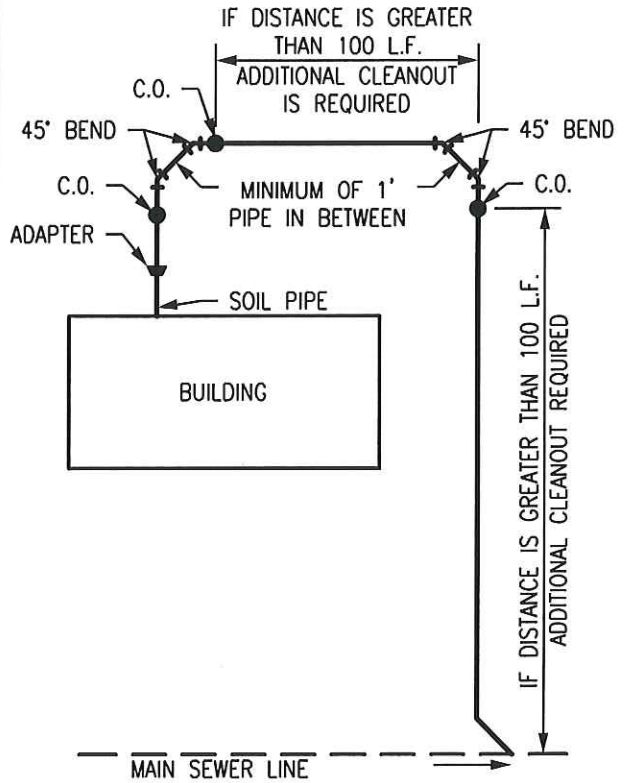 IF DISTANCE IS GREATER
THAN 100 L.F.
ADDITIONAL CLEANOUT
IS REQUIRED
C.O.
45° BEND
45° BEND
C.O.
MINIMUM OF 1'
PIPE IN BETWEEN
C.O.
ADAPTER
SOIL PIPE
BUILDING
IF DISTANCE IS GREATER THAN 100 L.F.
ADDITIONAL CLEANOUT REQUIRED
MAIN SEWER LINE